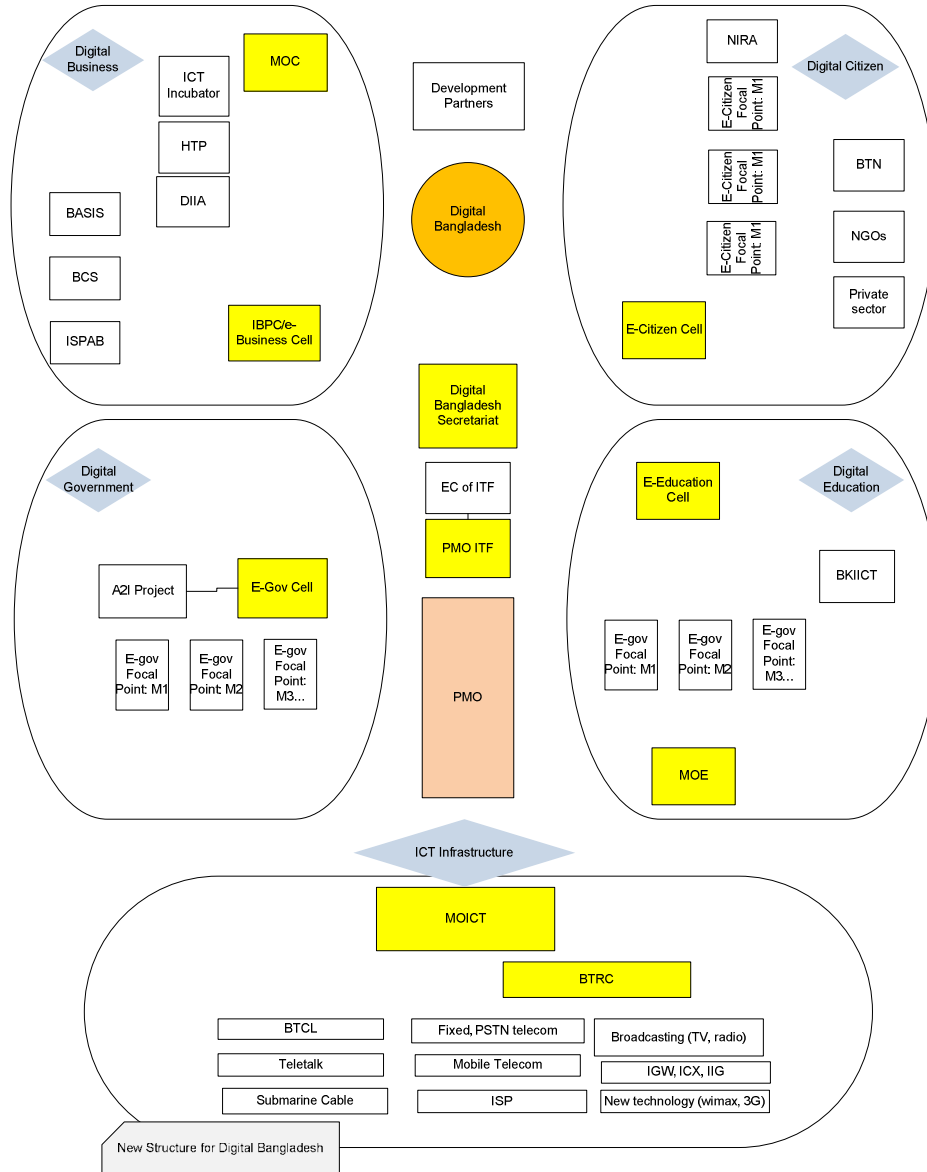 Digital
Business
MOC
ICT
Incubator
HTP
DIIA
BASIS
BCS
ISPAB
IBPC/e-
Business Cell
Development
Partners
Digital
Bangladesh
NIRA
Digital Citizen
E-Citizen
Focal
Point: M1
E-Citizen
Focal
Point: M1
E-Citizen
Focal
Point: M1
BTN
NGOs
Private
sector
E-Citizen Cell
Digital
Bangladesh
Secretariat
EC of ITF
PMO ITF
PMO
Digital
Government
A2I Project
E-Gov Cell
E-gov
Focal
Point: M1
E-gov
Focal
Point: M2
E-gov
Focal
Point:
M3...
E-Education
Cell
Digital
Education
BKIICT
E-gov
Focal
Point: M1
E-gov
Focal
Point: M2
E-gov
Focal
Point:
M3...
MOE
ICT Infrastructure
MOICT
BTRC
BTCL
Fixed, PSTN telecom
Broadcasting (TV, radio)
Teletalk
Mobile Telecom
IGW, ICX, IIG
Submarine Cable
ISP
New technology (wimax, 3G)
New Structure for Digital Bangladesh